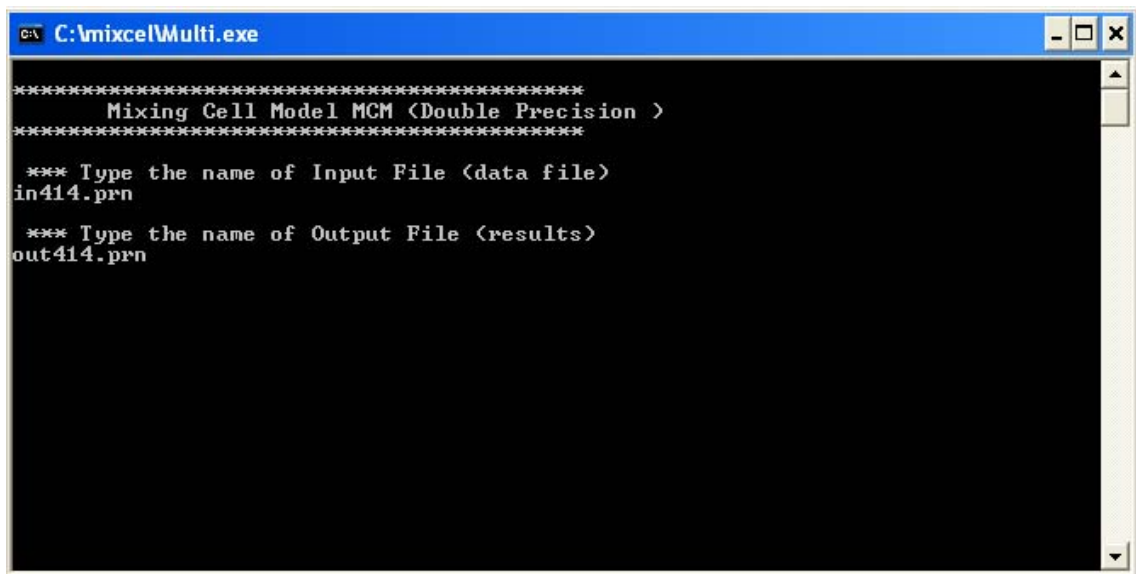 C:\mixcel\Multi.exe
******************************************
Mixing Cell Model MCM (Double Precision )
******************************************
*** Type the name of Input File (data file)
in414.prn
*** Type the name of Output File (results)
out414.prn